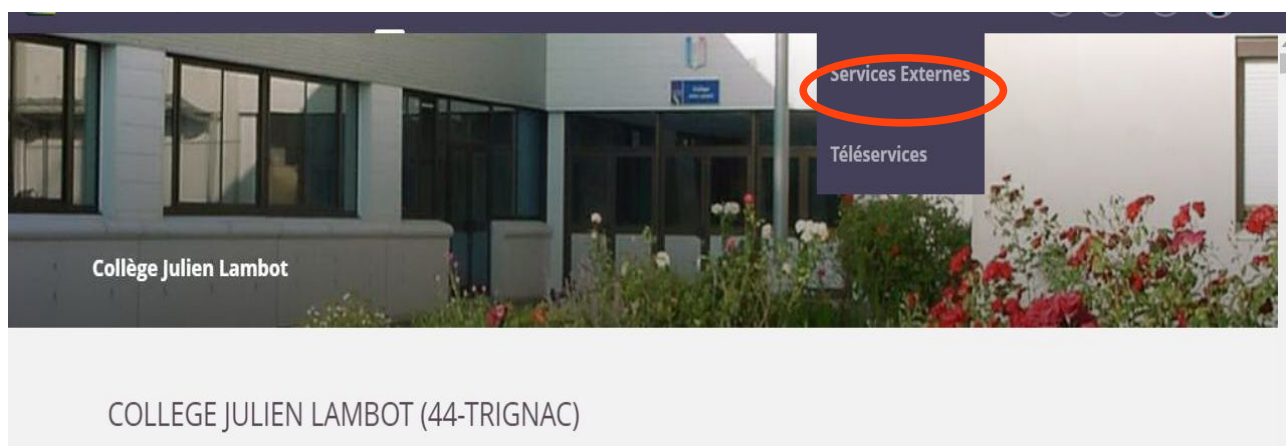 Services Externes
Téléservices
Collège Julien Lambot
COLLEGE JULIEN LAMBOT (44-TRIGNAC)